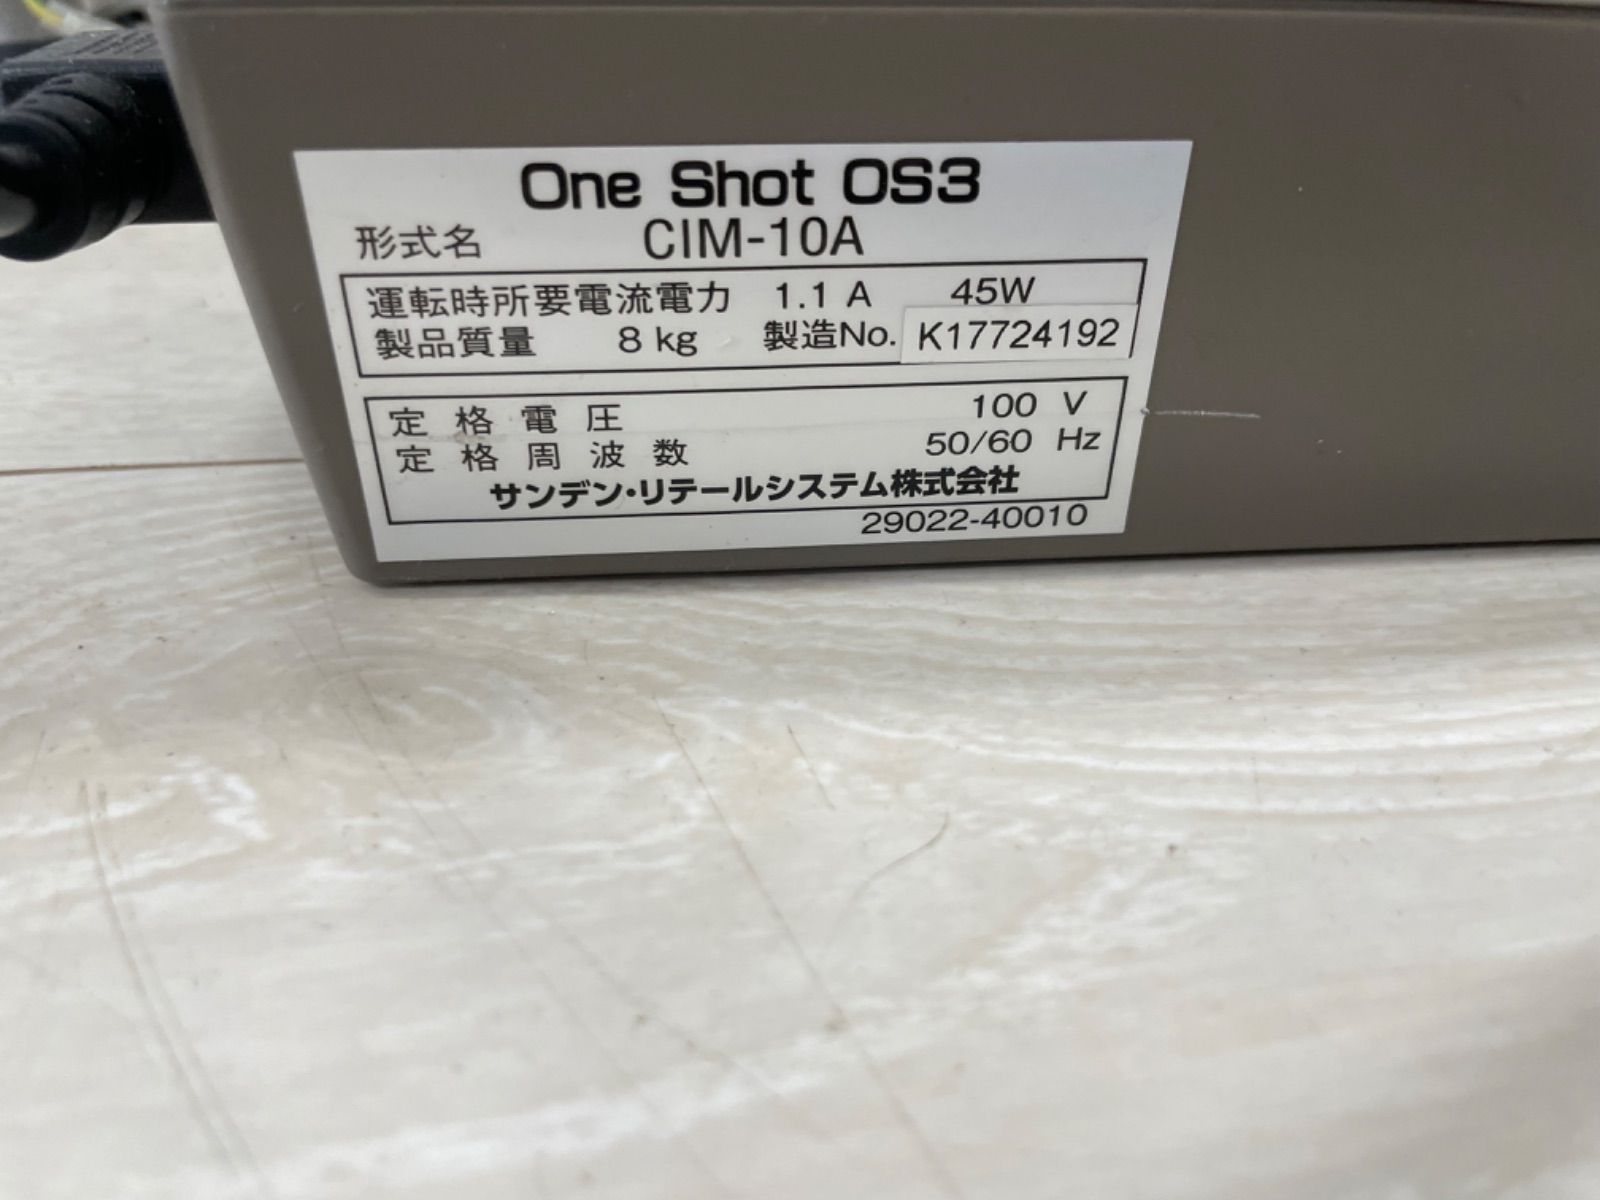 One Shot OS3
形式名 CIM-10A
運転時所要電流電力 1.1 A 45W
製品質量 8 kg 製造No. K17724192
定格電圧 100 V
定格周波数 50/60 Hz
サンデン・リテールシステム株式会社
29022-40010